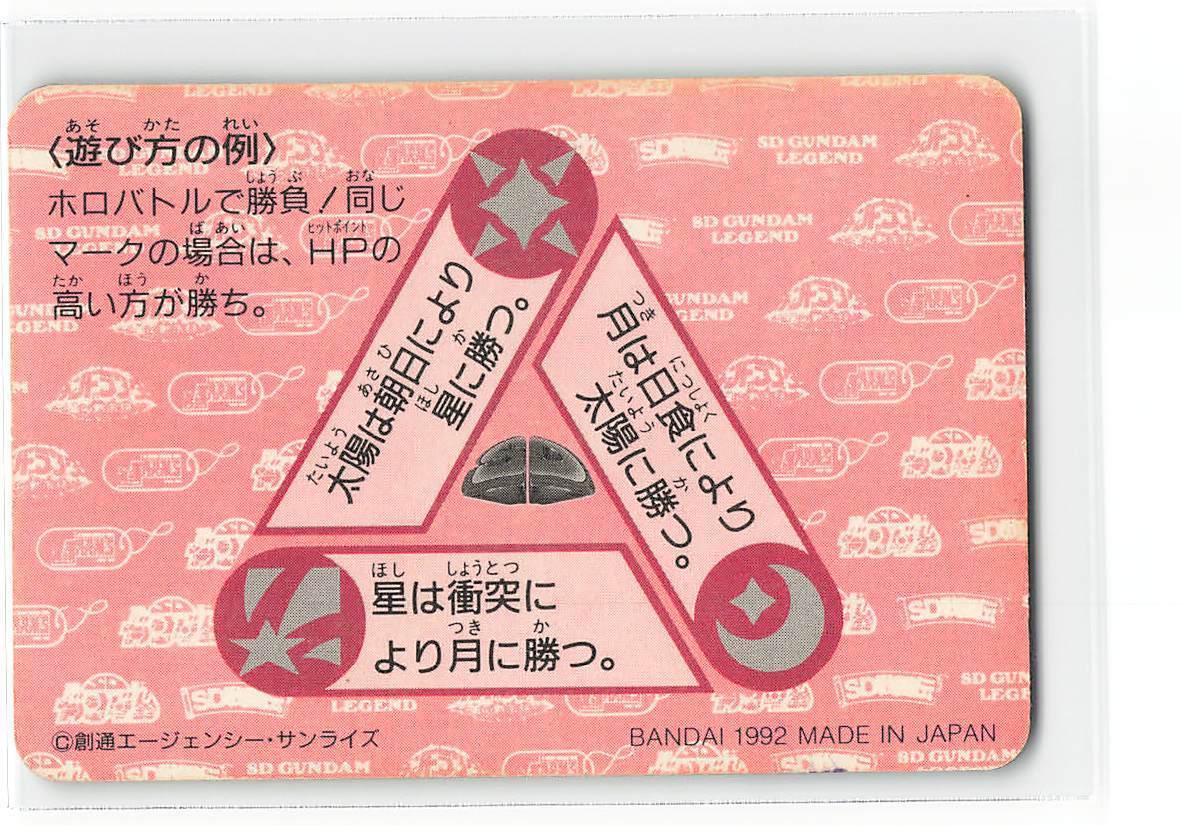 〈遊び方の例〉
ホロバトルで勝負!同じ
マークの場合は、HPの
高い方が勝ち。
太陽は朝日により
星に勝つ。
月は日食により
太陽に勝つ。
星は衝突に
より月に勝つ。
©創通エージェンシー・サンライズ
BANDAI 1992 MADE IN JAPAN
SD GUNDAM
LEGEND